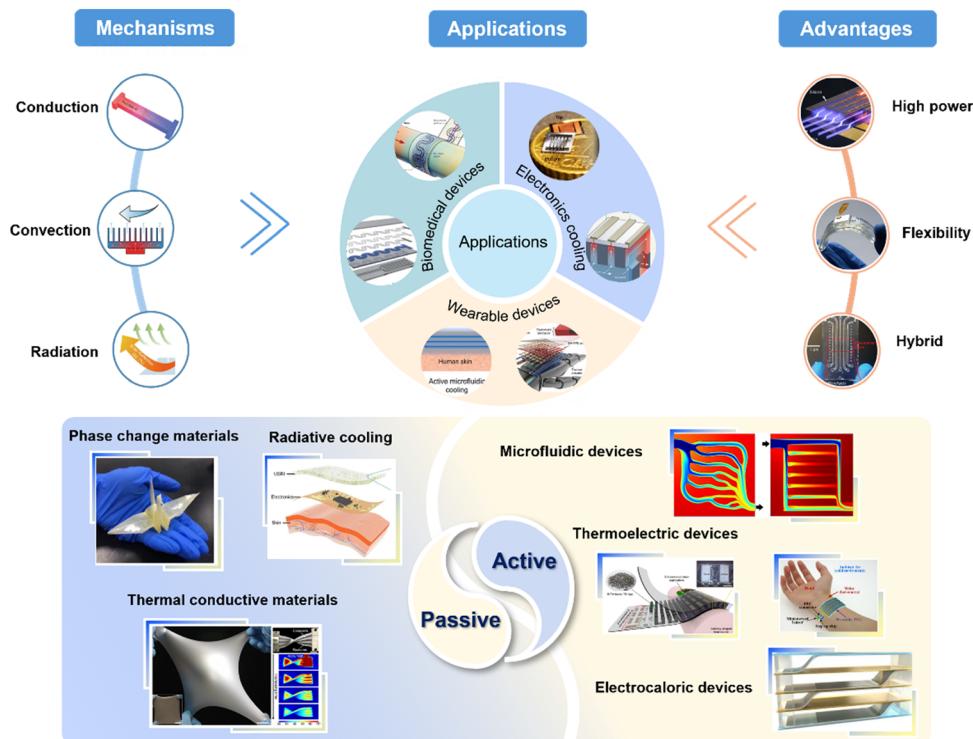 Mechanisms
Applications
Advantages
Conduction
Convection
Radiation
Biomedical devices
Electronics cooling
Wearable devices
Applications
Human skin
Active microfluidic
cooling
High power
Flexibility
Hybrid
Phase change materials
Radiative cooling
Electronics
Skin
Thermal conductive materials
Passive
Active
Microfluidic devices
Thermoelectric devices
Electrocaloric devices